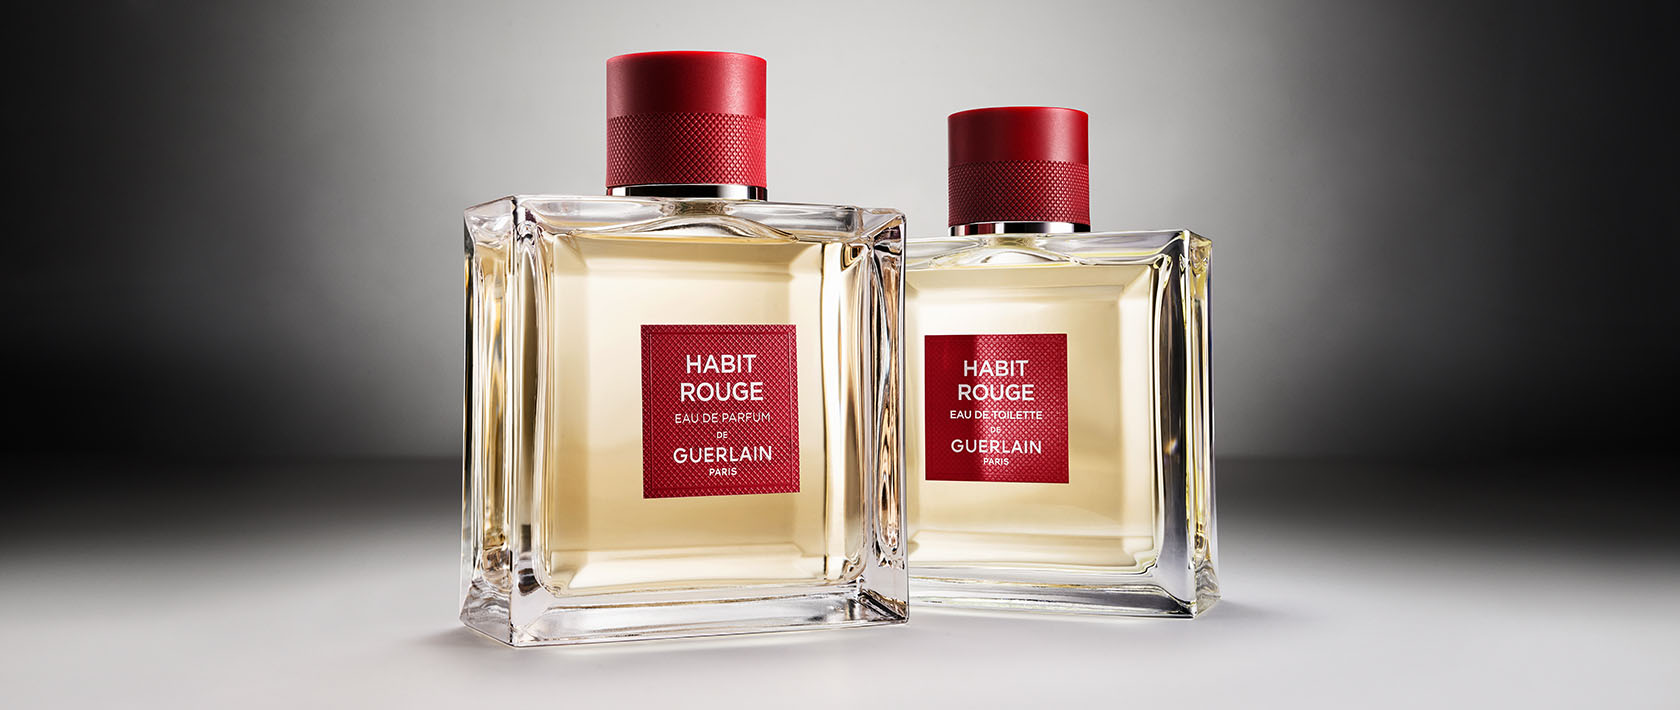 HABIT
ROUGE
EAU DE PARFUM
DE
GUERLAIN
PARIS
HABIT
ROUGE
EAU DE TOILETTE
DE
GUERLAIN
PARIS